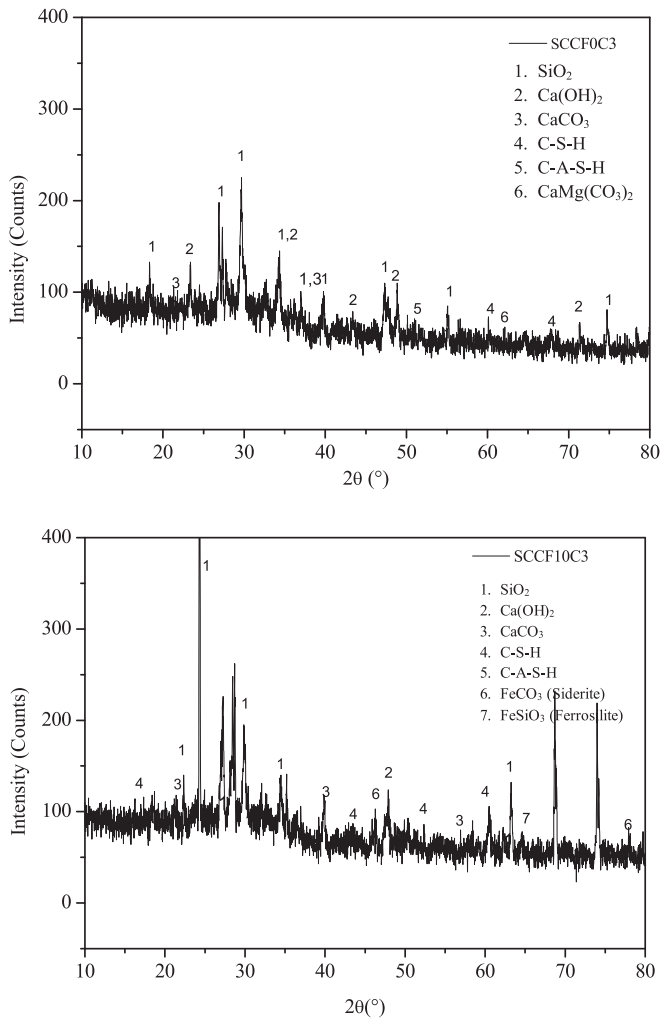 400
300
200
100
0
Intensity (Counts)
SCCF0C3
1. SiO₂
2. Ca(OH)₂
3. CaCO₃
4. C-S-H
5. C-A-S-H
6. CaMg(CO₃)₂
1 3 2 1 1 1,2 1,31 2 1 2 5 1 4 6 4 2 1
10 20 30 40 50 60 70 80
2θ (°)
400
300
200
100
0
Intensity (Counts)
SCCF10C3
1. SiO₂
2. Ca(OH)₂
3. CaCO₃
4. C-S-H
5. C-A-S-H
6. FeCO₃ (Siderite)
7. FeSiO₃ (Ferrosilite)
4 3 1 1 1 1 1 3 4 6 2 4 3 4 1 7 6
10 20 30 40 50 60 70 80
2θ(°)